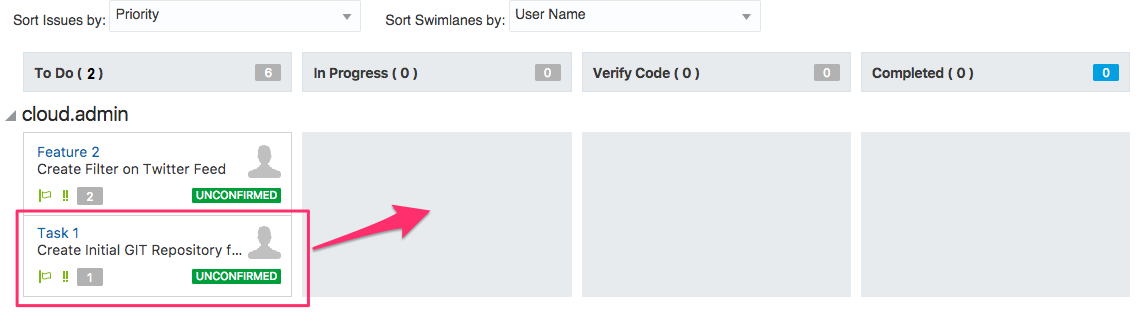 Sort Issues by: Priority Sort Swimlanes by: User Name
To Do ( 2 ) 6 In Progress ( 0 ) 0 Verify Code ( 0 ) 0 Completed ( 0 ) 0
cloud.admin
Feature 2
Create Filter on Twitter Feed
!! 2 UNCONFIRMED
Task 1
Create Initial GIT Repository f...
!! 1 UNCONFIRMED